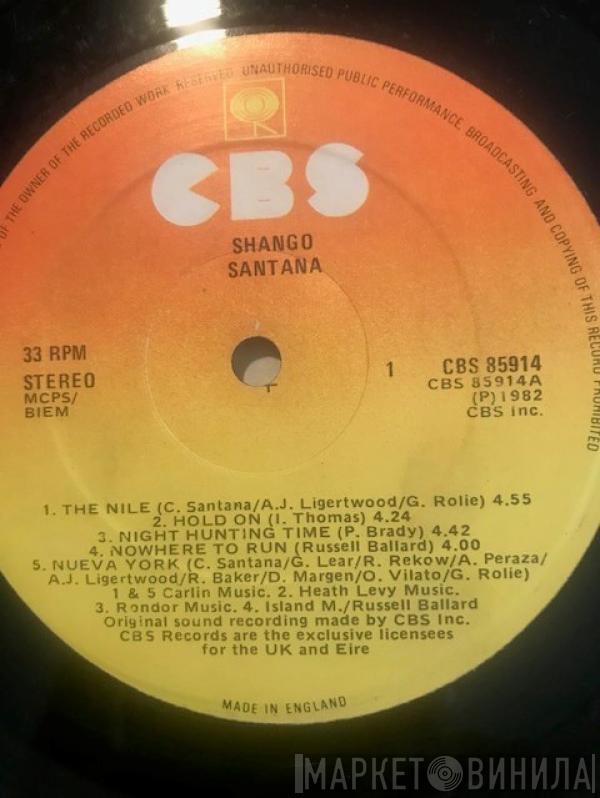 OF THE OWNER OF THE RECORDED WORK RESERVED. UNAUTHORISED PUBLIC PERFORMANCE, BROADCASTING AND COPYING OF THIS RECORD PROHIBITED
CBS
SHANGO
SANTANA
33 RPM
STEREO
MCPS/
BIEM
1
CBS 85914
CBS 85914A
(P)1982
CBS Inc.
1. THE NILE (C. Santana/A.J. Ligertwood/G. Rolie) 4.55
2. HOLD ON (I. Thomas) 4.24
3. NIGHT HUNTING TIME (P. Brady) 4.42
4. NOWHERE TO RUN (Russell Ballard) 4.00
5. NUEVA YORK (C. Santana/G. Lear/R. Rekow/A. Peraza/
A.J. Ligertwood/R. Baker/D. Margen/O. Vilato/G. Rolie)
1 & 5 Carlin Music. 2. Heath Levy Music.
3. Rondor Music. 4. Island M./Russell Ballard
Original sound recording made by CBS Inc.
CBS Records are the exclusive licensees
for the UK and Eire
MADE IN ENGLAND
МАРКЕТ ВИНИЛА